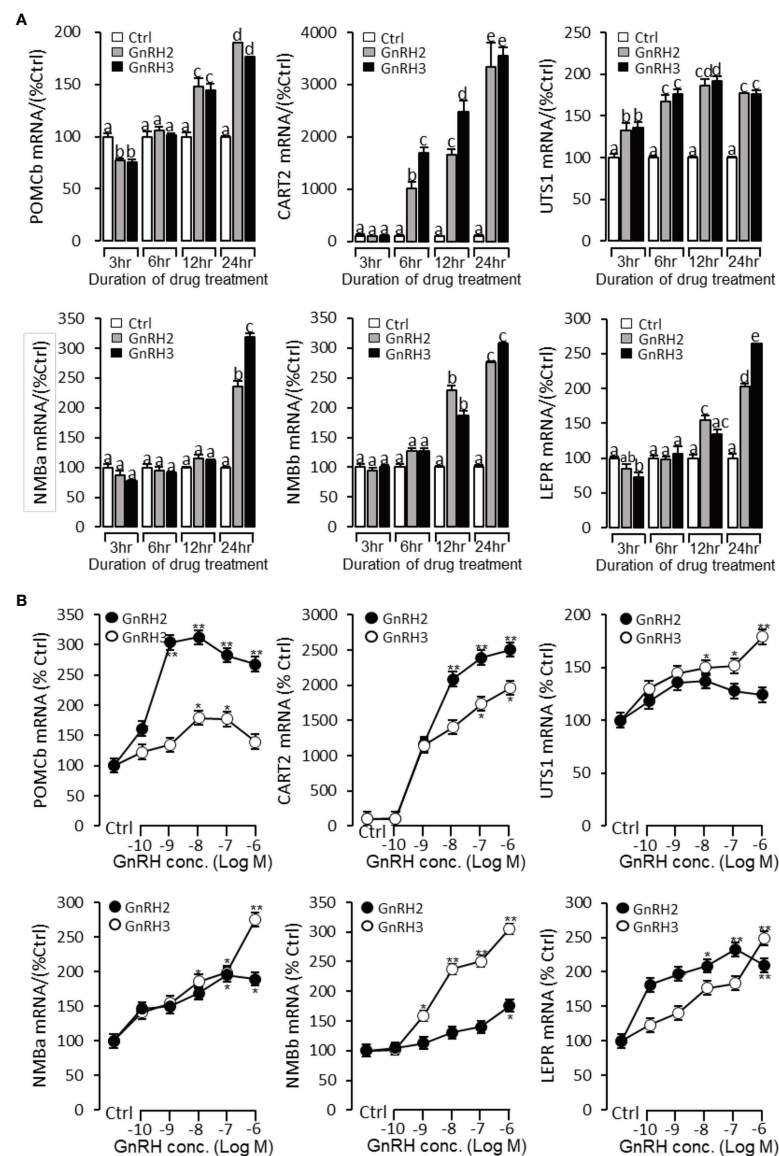 A
POMCb mRNA/(%Ctrl)
200
150
100
50
0
Ctrl
GnRH2
GnRH3
a
b
b
a
a
a
a
c
c
a
d
d
3hr 6hr 12hr 24hr
Duration of drug treatment
CART2 mRNA/(%Ctrl)
4000
3000
2000
1000
0
Ctrl
GnRH2
GnRH3
a
a
a
a
b
c
a
b
d
a
e
e
3hr 6hr 12hr 24hr
Duration of drug treatment
UTS1 mRNA/(%Ctrl)
250
200
150
100
50
0
Ctrl
GnRH2
GnRH3
a
b
b
a
c
c
a
cd
d
a
c
c
3hr 6hr 12hr 24hr
Duration of drug treatment
NMBa mRNA/(%Ctrl)
350
300
250
200
150
100
50
0
Ctrl
GnRH2
GnRH3
a
a
a
a
a
a
a
a
a
a
b
c
3hr 6hr 12hr 24hr
Duration of drug treatment
NMBb mRNA/(%Ctrl)
350
300
250
200
150
100
50
0
Ctrl
GnRH2
GnRH3
a
a
a
a
a
a
a
b
b
a
c
c
3hr 6hr 12hr 24hr
Duration of drug treatment
LEPR mRNA/(%Ctrl)
350
300
250
200
150
100
50
0
Ctrl
GnRH2
GnRH3
a
ab
b
a
a
a
a
c
ac
a
d
e
3hr 6hr 12hr 24hr
Duration of drug treatment
B
POMCb mRNA (% Ctrl)
350
300
250
200
150
100
50
0
GnRH2
GnRH3
**
**
**
**
*
*
Ctrl
-10 -9 -8 -7 -6
GnRH conc. (Log M)
CART2 mRNA (% Ctrl)
3000
2500
2000
1500
1000
500
0
GnRH2
GnRH3
**
**
**
*
*
Ctrl
-10 -9 -8 -7 -6
GnRH conc. (Log M)
UTS1 mRNA (% Ctrl)
200
150
100
50
0
GnRH2
GnRH3
*
*
**
Ctrl
-10 -9 -8 -7 -6
GnRH conc. (Log M)
NMBa mRNA/(%Ctrl)
300
250
200
150
100
50
0
GnRH2
GnRH3
*
*
**
*
*
Ctrl
-10 -9 -8 -7 -6
GnRH conc. (Log M)
NMBb mRNA (% Ctrl)
350
300
250
200
150
100
50
0
GnRH2
GnRH3
*
**
**
**
*
Ctrl
-10 -9 -8 -7 -6
GnRH conc. (Log M)
LEPR mRNA (% Ctrl)
300
250
200
150
100
50
0
GnRH2
GnRH3
*
**
**
**
Ctrl
-10 -9 -8 -7 -6
GnRH conc. (Log M)